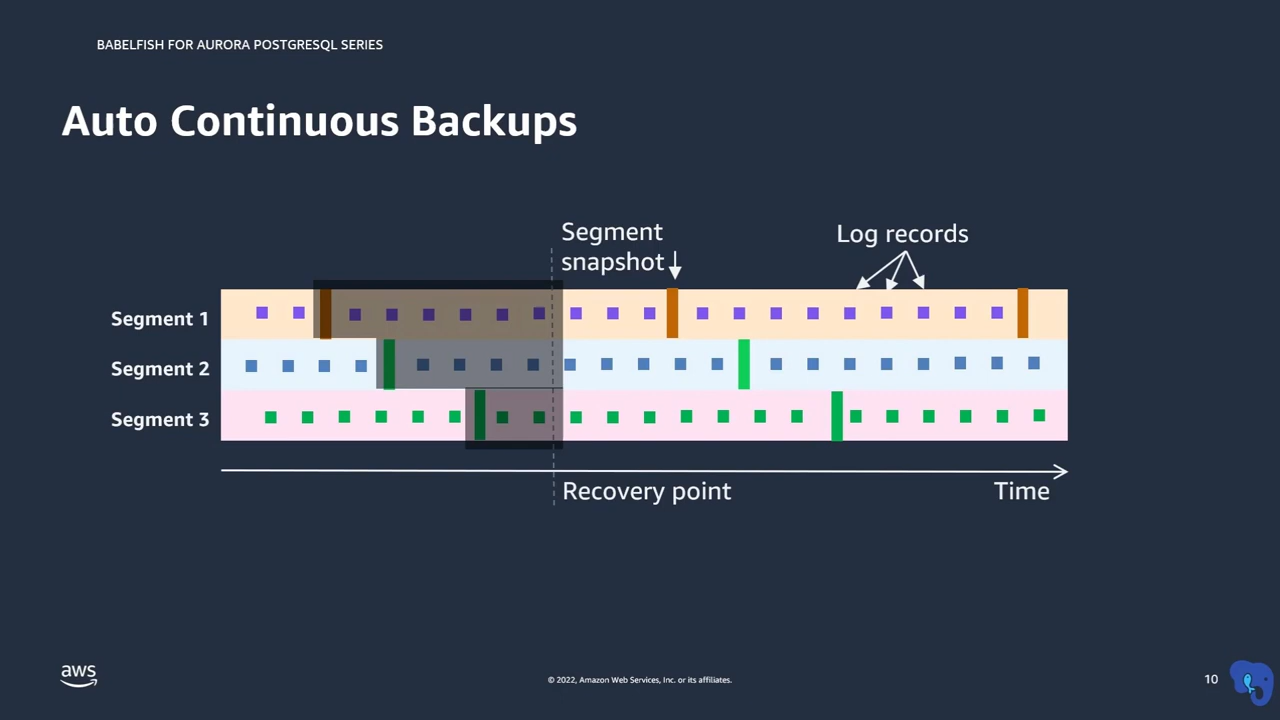 BABELFISH FOR AURORA POSTGRESQL SERIES
Auto Continuous Backups
Segment
snapshot
Log records
Segment 1
Segment 2
Segment 3
Recovery point
Time
aws
© 2022, Amazon Web Services, Inc. or its affiliates.
10